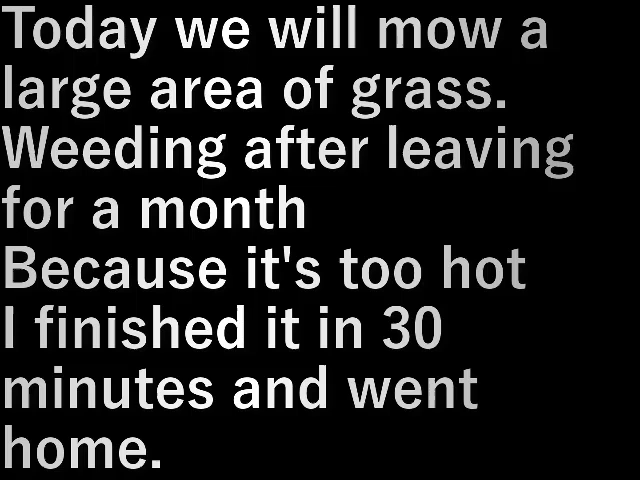 Today we will mow a
large area of grass.
Weeding after leaving
for a month
Because it's too hot
I finished it in 30
minutes and went
home.